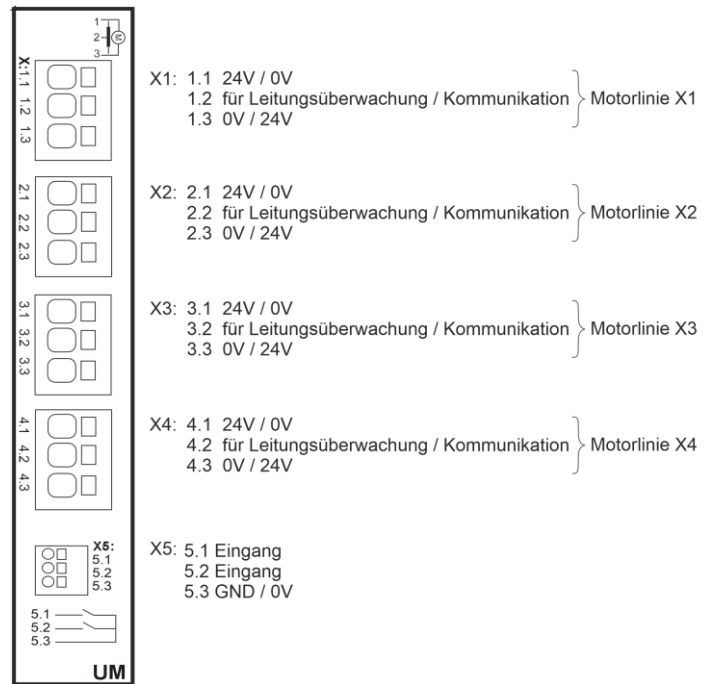 1
2
M
3
X:1.1
1.2
1.3
X1: 1.1 24V / 0V
1.2 für Leitungsüberwachung / Kommunikation
1.3 0V / 24V
Motorlinie X1
2.1
2.2
2.3
X2: 2.1 24V / 0V
2.2 für Leitungsüberwachung / Kommunikation
2.3 0V / 24V
Motorlinie X2
3.1
3.2
3.3
X3: 3.1 24V / 0V
3.2 für Leitungsüberwachung / Kommunikation
3.3 0V / 24V
Motorlinie X3
4.1
4.2
4.3
X4: 4.1 24V / 0V
4.2 für Leitungsüberwachung / Kommunikation
4.3 0V / 24V
Motorlinie X4
X5:
5.1
5.2
5.3
X5: 5.1 Eingang
5.2 Eingang
5.3 GND / 0V
5.1
5.2
5.3
UM